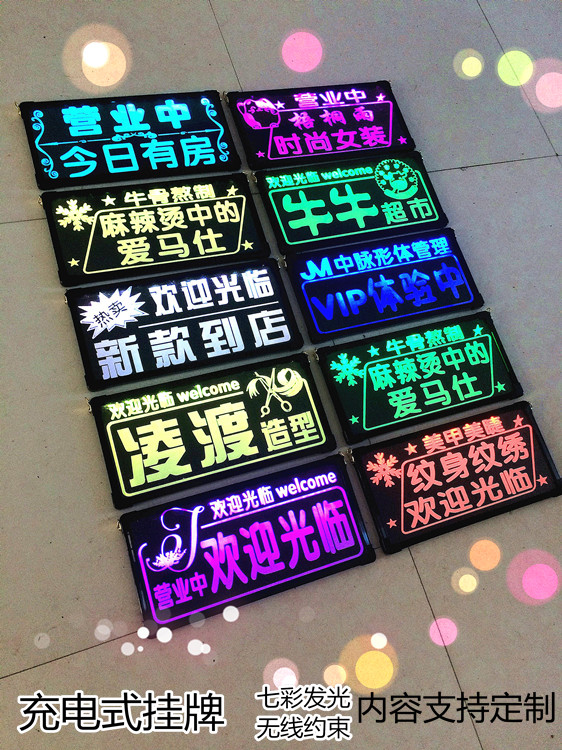 营业中
今日有房
营业中
梧桐雨
时尚女装
牛骨熬制
麻辣烫中的
爱马仕
欢迎光临 welcome
牛牛超市
热卖
欢迎光临
新款到店
JM中脉形体管理
VIP体验中
欢迎光临 welcome
凌渡造型
牛骨熬制
麻辣烫中的
爱马仕
欢迎光临 welcome
营业中 欢迎光临
美甲美睫
纹身纹绣
欢迎光临
充电式挂牌
七彩发光
无线约束
内容支持定制